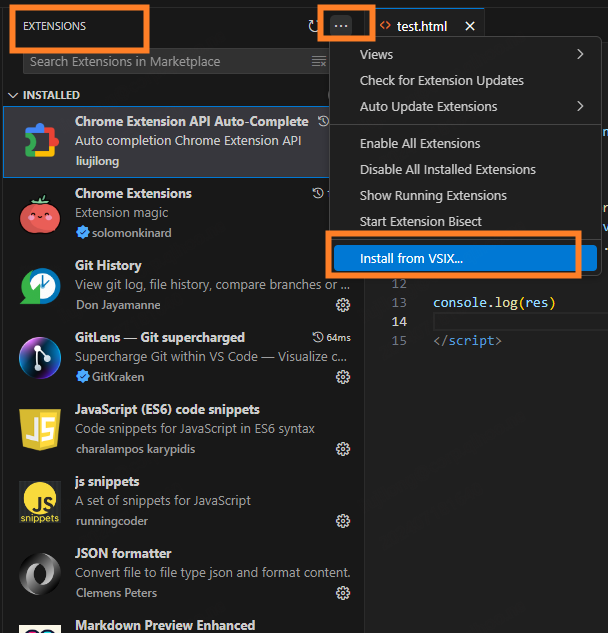 EXTENSIONS
...
<> test.html ×
Search Extensions in Marketplace
INSTALLED
Chrome Extension API Auto-Complete
Auto completion Chrome Extension API
liujilong
Chrome Extensions
Extension magic
solomonkinard
Git History
View git log, file history, compare branches or ...
Don Jayamanne
GitLens — Git supercharged 64ms
Supercharge Git within VS Code — Visualize c...
GitKraken
JS
JavaScript (ES6) code snippets
Code snippets for JavaScript in ES6 syntax
charalampos karypidis
JS
snippets
js snippets
A set of snippets for JavaScript
runningcoder
JSON formatter
Convert file to file type json and format content.
Clemens Peters
Markdown Preview Enhanced
Views
Check for Extension Updates
Auto Update Extensions
Enable All Extensions
Disable All Installed Extensions
Show Running Extensions
Start Extension Bisect
Install from VSIX...
12
13 console.log(res)
14
15 </script>